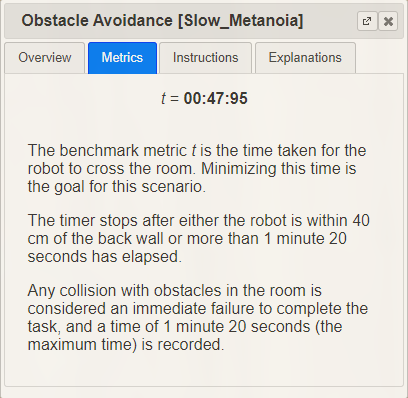 Obstacle Avoidance [Slow_Metanoia]
Overview Metrics Instructions Explanations
t = 00:47:95
The benchmark metric t is the time taken for the
robot to cross the room. Minimizing this time is
the goal for this scenario.
The timer stops after either the robot is within 40
cm of the back wall or more than 1 minute 20
seconds has elapsed.
Any collision with obstacles in the room is
considered an immediate failure to complete the
task, and a time of 1 minute 20 seconds (the
maximum time) is recorded.